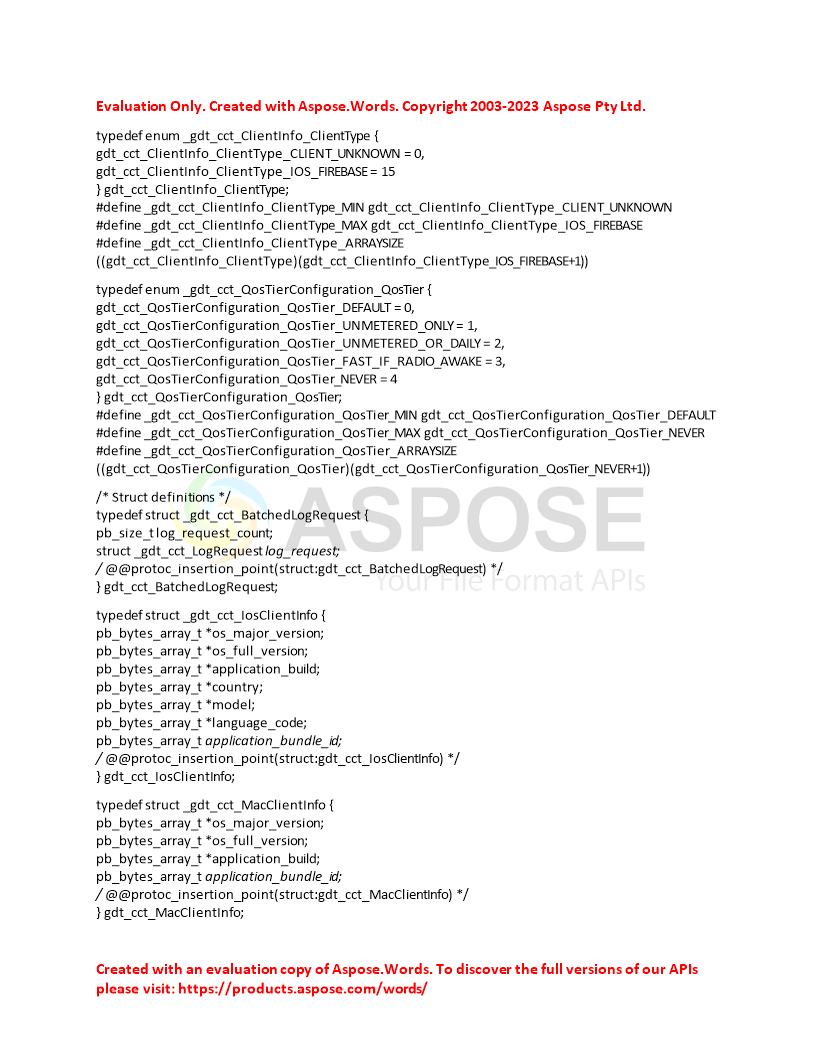 Evaluation Only. Created with Aspose.Words. Copyright 2003-2023 Aspose Pty Ltd.
typedef enum _gdt_cct_ClientInfo_ClientType {
gdt_cct_ClientInfo_ClientType_CLIENT_UNKNOWN = 0,
gdt_cct_ClientInfo_ClientType_IOS_FIREBASE = 15
} gdt_cct_ClientInfo_ClientType;
#define _gdt_cct_ClientInfo_ClientType_MIN gdt_cct_ClientInfo_ClientType_CLIENT_UNKNOWN
#define _gdt_cct_ClientInfo_ClientType_MAX gdt_cct_ClientInfo_ClientType_IOS_FIREBASE
#define _gdt_cct_ClientInfo_ClientType_ARRAYSIZE
((gdt_cct_ClientInfo_ClientType)(gdt_cct_ClientInfo_ClientType_IOS_FIREBASE+1))
typedef enum _gdt_cct_QosTierConfiguration_QosTier {
gdt_cct_QosTierConfiguration_QosTier_DEFAULT = 0,
gdt_cct_QosTierConfiguration_QosTier_UNMETERED_ONLY = 1,
gdt_cct_QosTierConfiguration_QosTier_UNMETERED_OR_DAILY = 2,
gdt_cct_QosTierConfiguration_QosTier_FAST_IF_RADIO_AWAKE = 3,
gdt_cct_QosTierConfiguration_QosTier_NEVER = 4
} gdt_cct_QosTierConfiguration_QosTier;
#define _gdt_cct_QosTierConfiguration_QosTier_MIN gdt_cct_QosTierConfiguration_QosTier_DEFAULT
#define _gdt_cct_QosTierConfiguration_QosTier_MAX gdt_cct_QosTierConfiguration_QosTier_NEVER
#define _gdt_cct_QosTierConfiguration_QosTier_ARRAYSIZE
((gdt_cct_QosTierConfiguration_QosTier)(gdt_cct_QosTierConfiguration_QosTier_NEVER+1))
/* Struct definitions */
typedef struct _gdt_cct_BatchedLogRequest {
pb_size_t log_request_count;
struct _gdt_cct_LogRequest log_request;
/ @@protoc_insertion_point(struct:gdt_cct_BatchedLogRequest) */
} gdt_cct_BatchedLogRequest;
ASPOSE
Your File Format APIs
typedef struct _gdt_cct_IosClientInfo {
pb_bytes_array_t *os_major_version;
pb_bytes_array_t *os_full_version;
pb_bytes_array_t *application_build;
pb_bytes_array_t *country;
pb_bytes_array_t *model;
pb_bytes_array_t *language_code;
pb_bytes_array_t application_bundle_id;
/ @@protoc_insertion_point(struct:gdt_cct_IosClientInfo) */
} gdt_cct_IosClientInfo;
typedef struct _gdt_cct_MacClientInfo {
pb_bytes_array_t *os_major_version;
pb_bytes_array_t *os_full_version;
pb_bytes_array_t *application_build;
pb_bytes_array_t application_bundle_id;
/ @@protoc_insertion_point(struct:gdt_cct_MacClientInfo) */
} gdt_cct_MacClientInfo;
Created with an evaluation copy of Aspose.Words. To discover the full versions of our APIs
please visit: https://products.aspose.com/words/